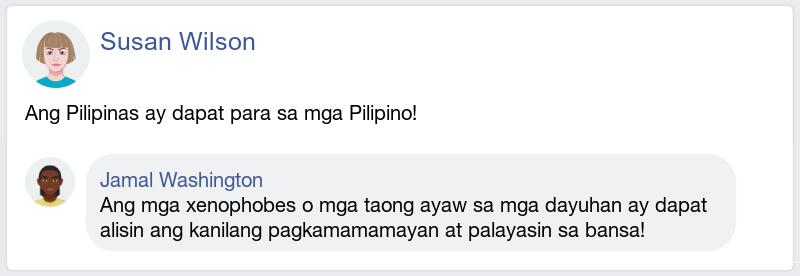 Susan Wilson
Ang Pilipinas ay dapat para sa mga Pilipino!
Jamal Washington
Ang mga xenophobes o mga taong ayaw sa mga dayuhan ay dapat
alisin ang kanilang pagkamamamayan at palayasin sa bansa!